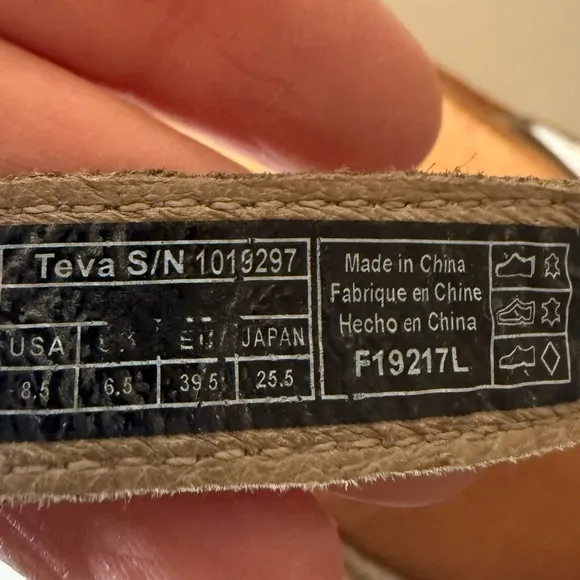 Teva S/N 1019297
USA EU JAPAN
8.5 6.5 39.5 25.5
Made in China
Fabrique en Chine
Hecho en China
F19217L